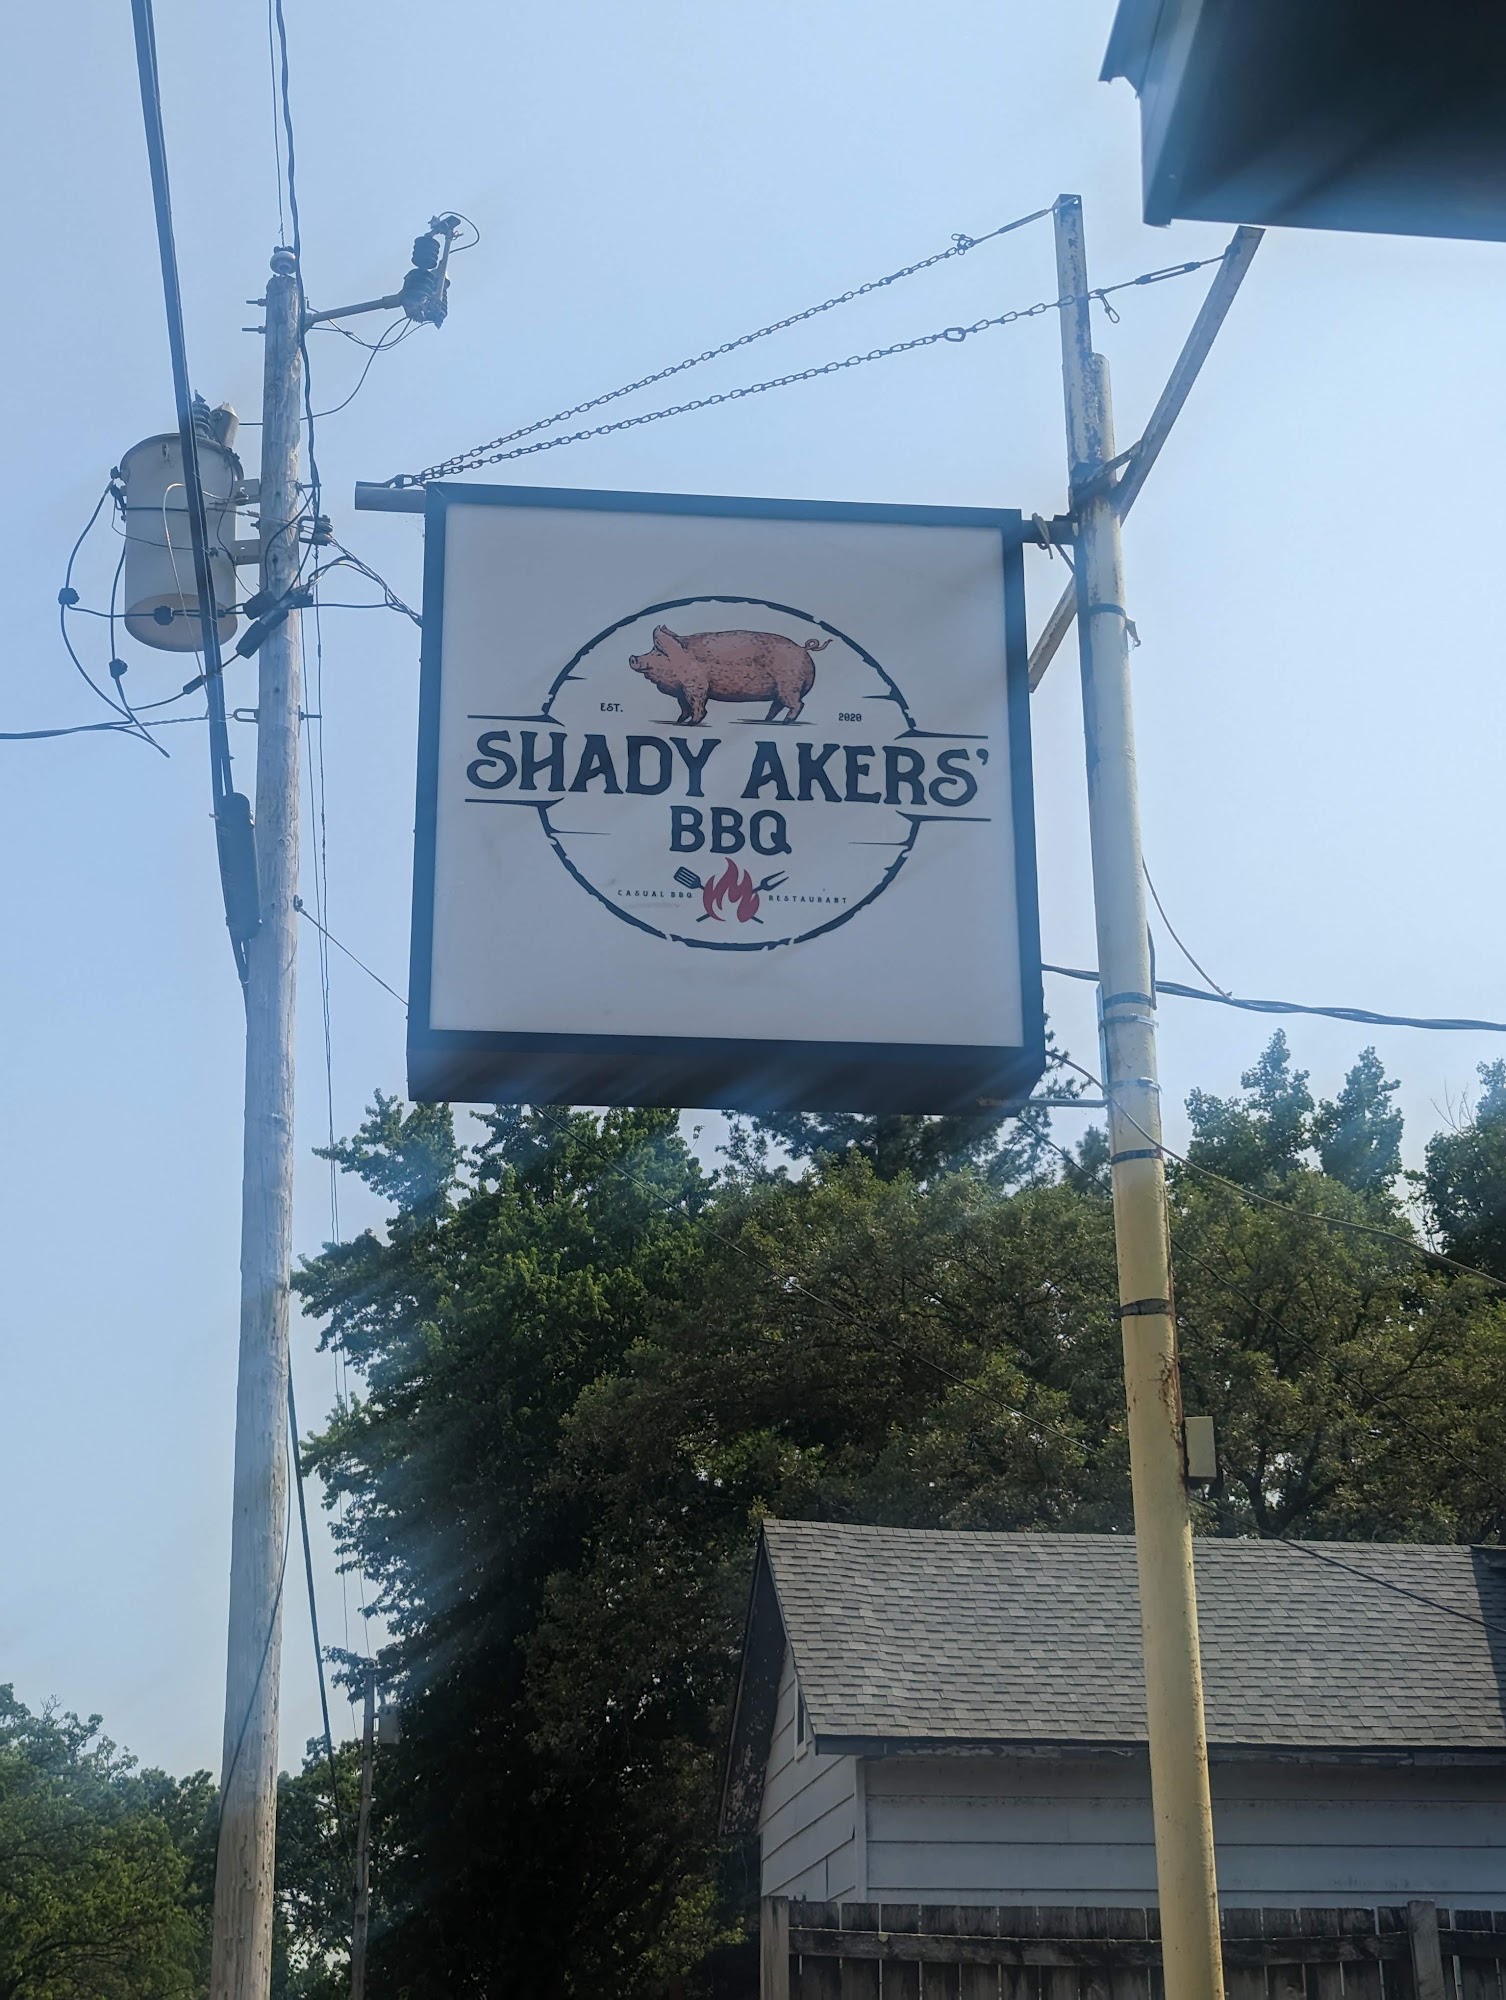 EST. 2020
SHADY AKERS'
BBQ
CASUAL BBQ RESTAURANT